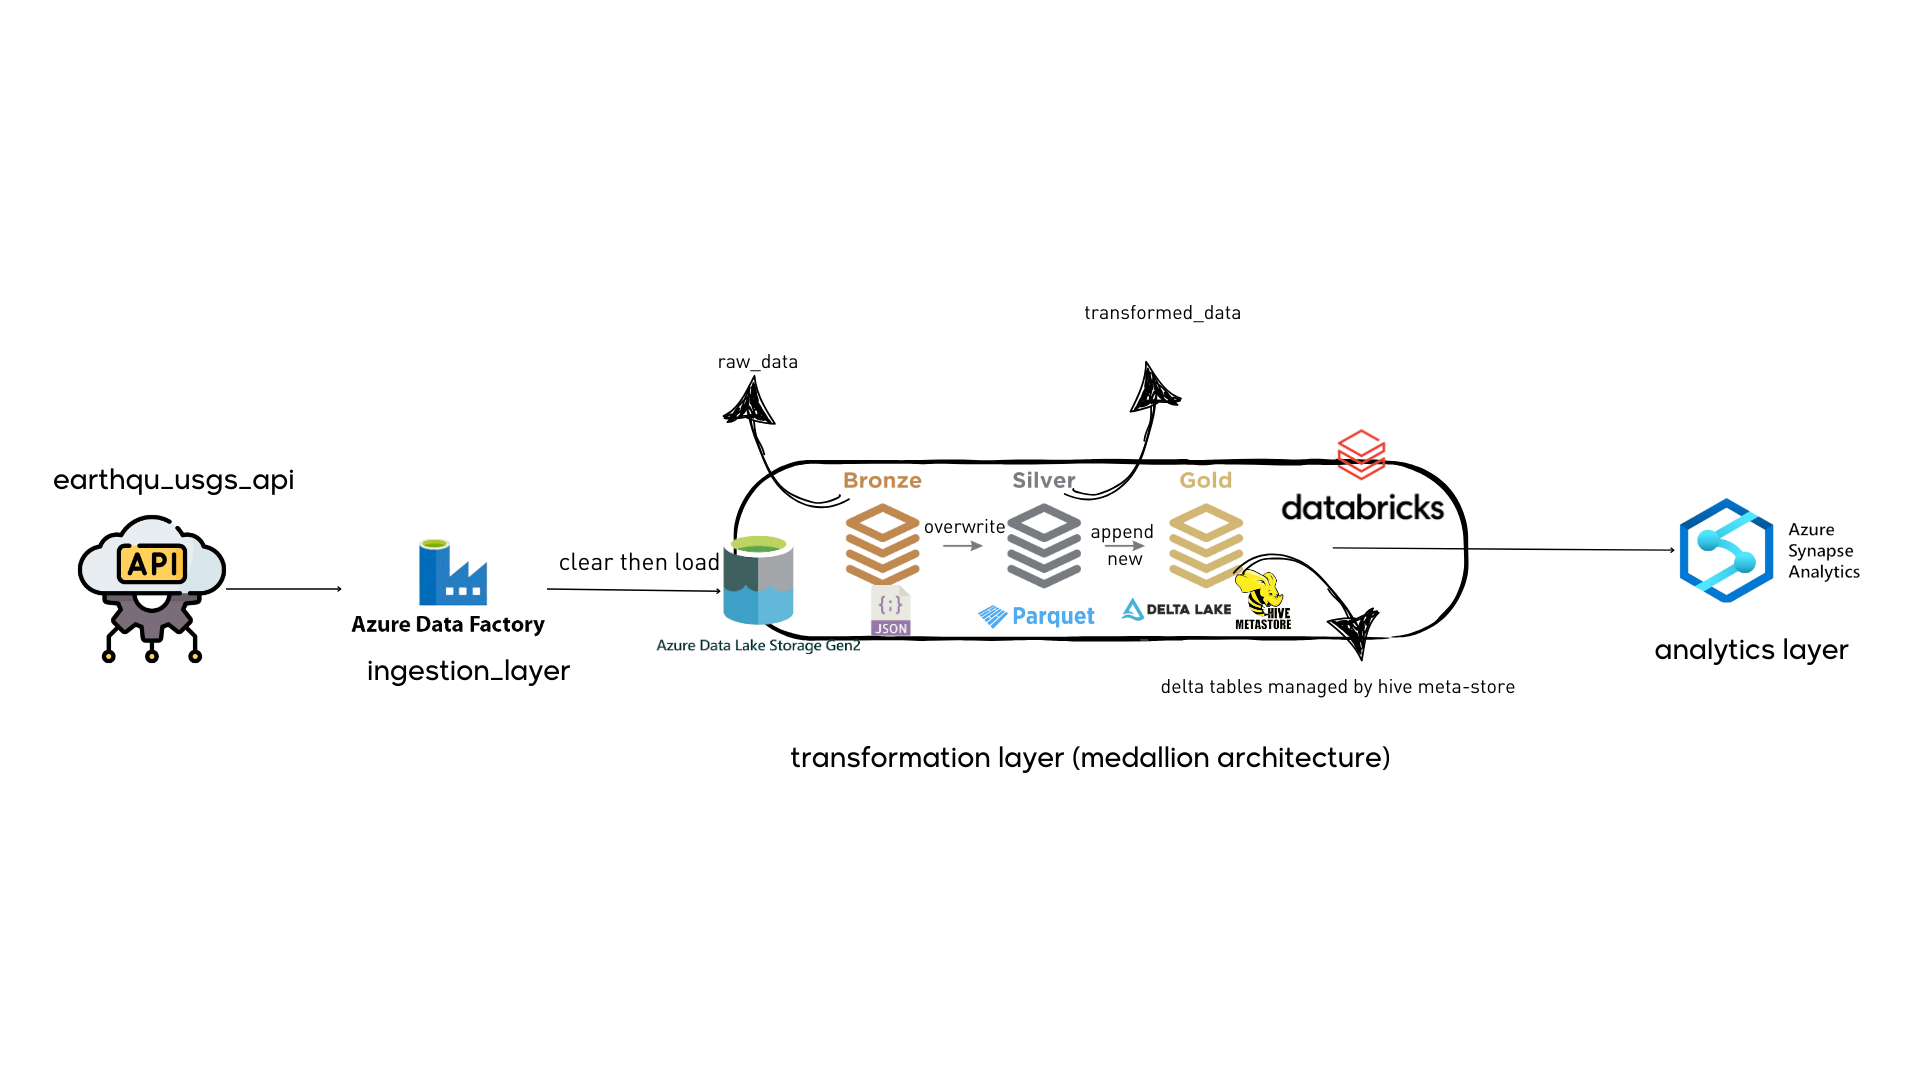 transformed_data
raw_data
earthqu_usgs_api
API
Azure Data Factory
ingestion_layer
clear then load
Azure Data Lake Storage Gen2
Bronze
{;}
JSON
overwrite
Silver
Parquet
append
new
Gold
DELTA LAKE
HIVE
METASTORE
databricks
delta tables managed by hive meta-store
transformation layer (medallion architecture)
Azure
Synapse
Analytics
analytics layer